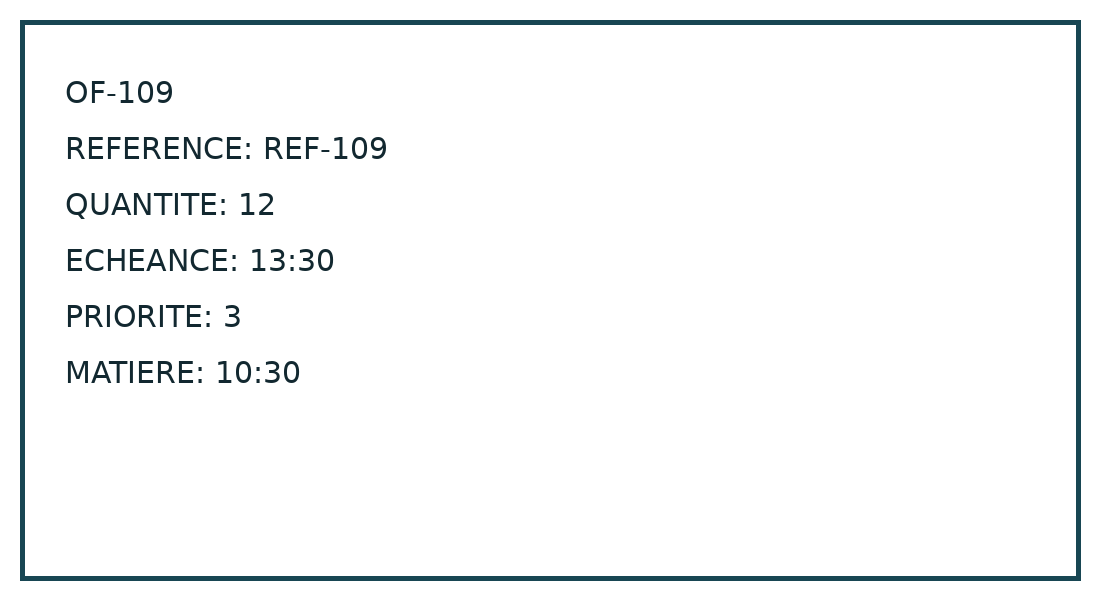 OF-109
REFERENCE: REF-109
QUANTITE: 12
ECHEANCE: 13:30
PRIORITE: 3
MATIERE: 10:30